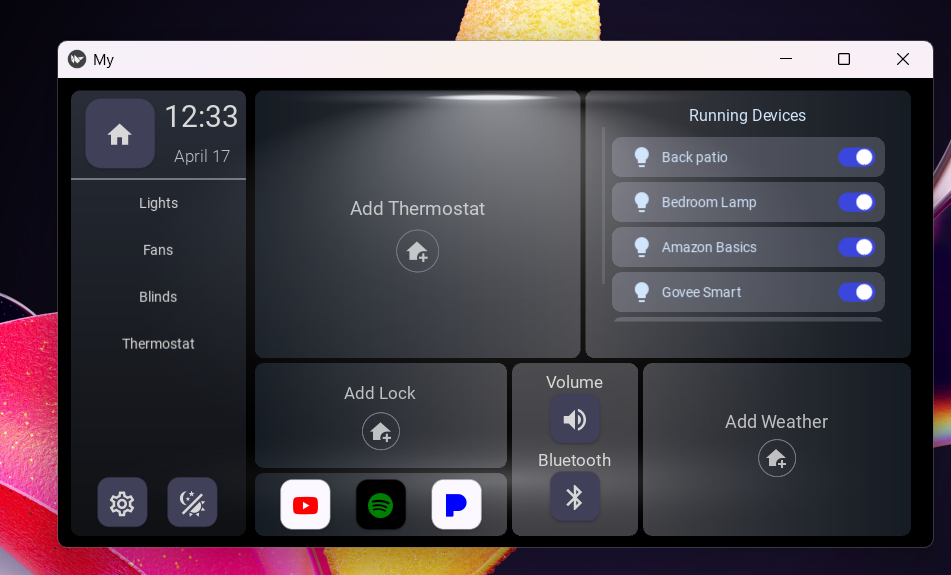 My
12:33
April 17
Lights
Fans
Blinds
Thermostat
Add Thermostat
Running Devices
Back patio
Bedroom Lamp
Amazon Basics
Govee Smart
Add Lock
Volume
Bluetooth
Add Weather